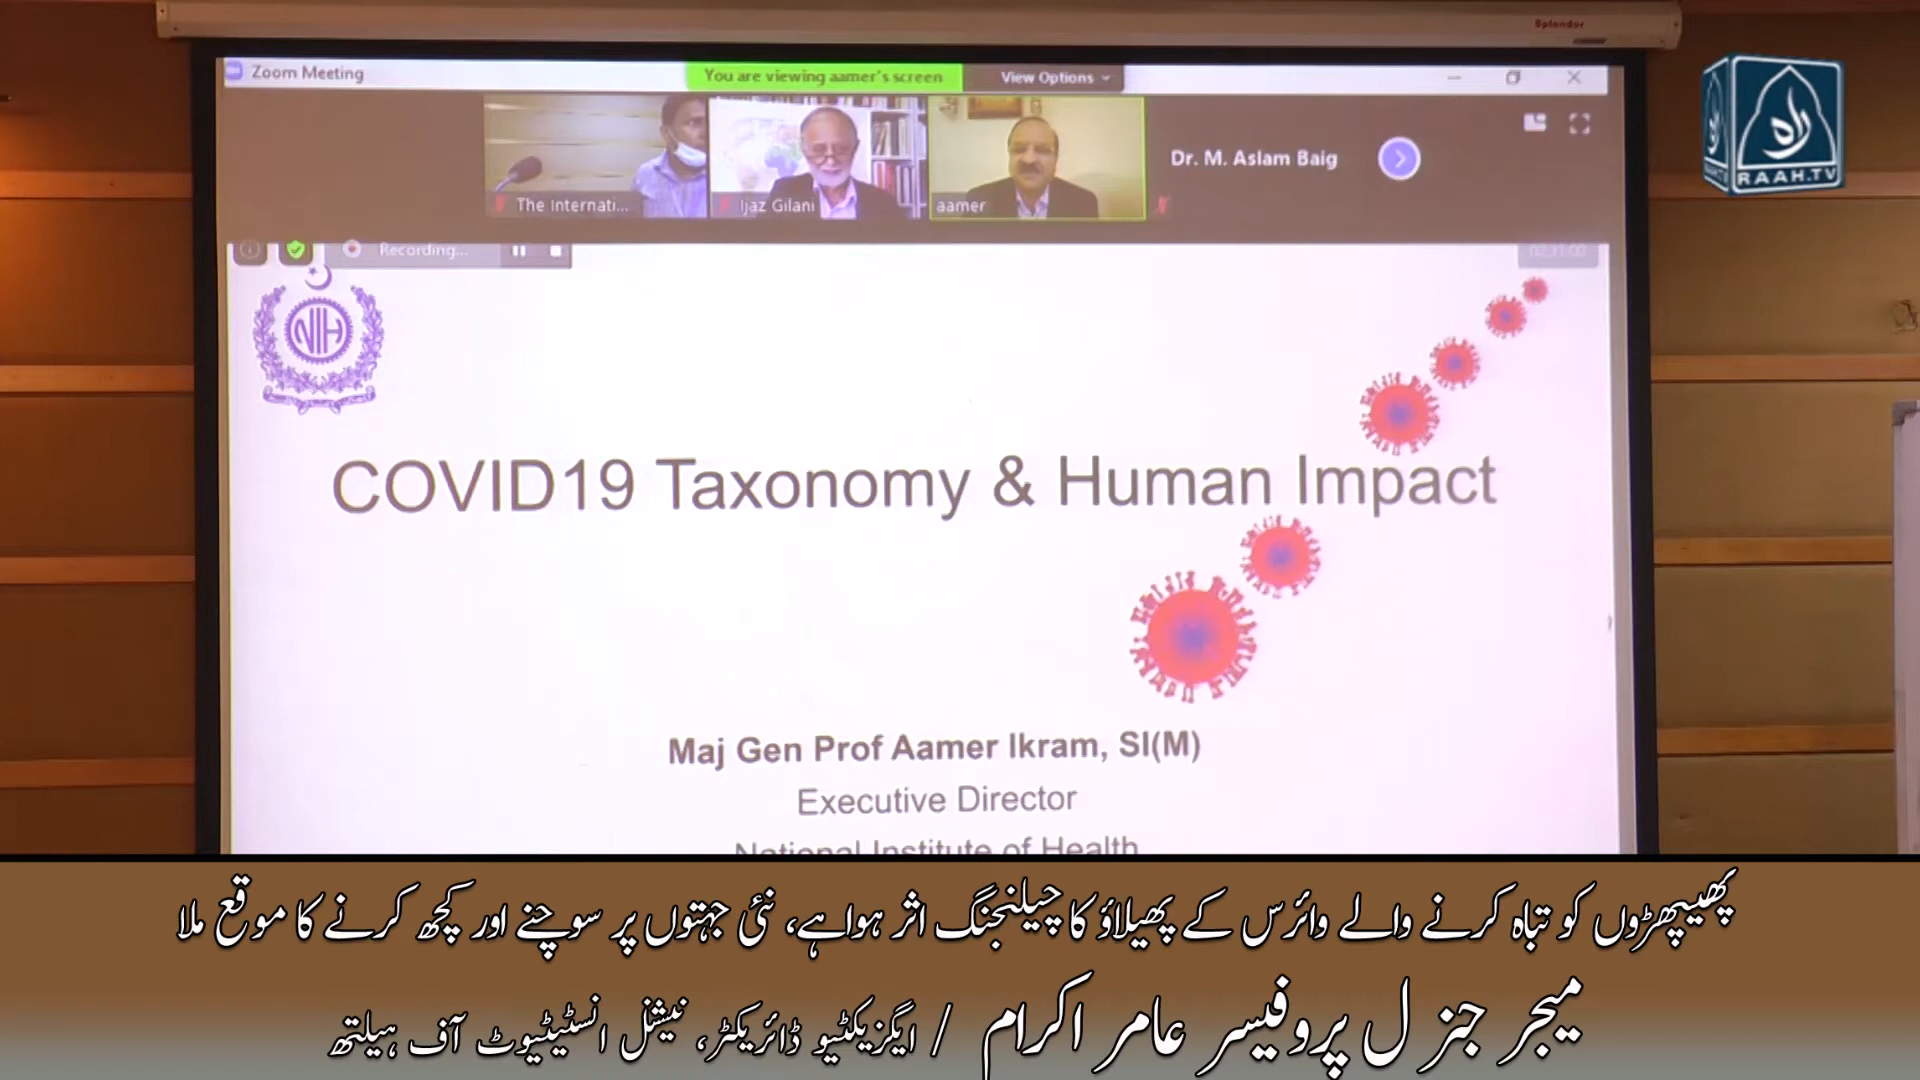 Splendor
Zoom Meeting
You are viewing aamer's screen
View Options
راہ
RAAH.TV
The Internati...
Ijaz Gilani
aamer
Dr. M. Aslam Baig
Recording...
NIH
COVID19 Taxonomy & Human Impact
Maj Gen Prof Aamer Ikram, SI(M)
Executive Director
National Institute of Health
پھیپھڑوں کو تباہ کرنے والے وائرس کے پھیلاؤ کا چیلنجنگ اثر ہوا ہے، نئی جہتوں پر سوچنے اور کچھ کرنے کا موقع ملا
میجر جنرل پروفیسر عامر اکرام / ایگزیکٹیو ڈائریکٹر، نیشنل انسٹیٹیوٹ آف ہیلتھ